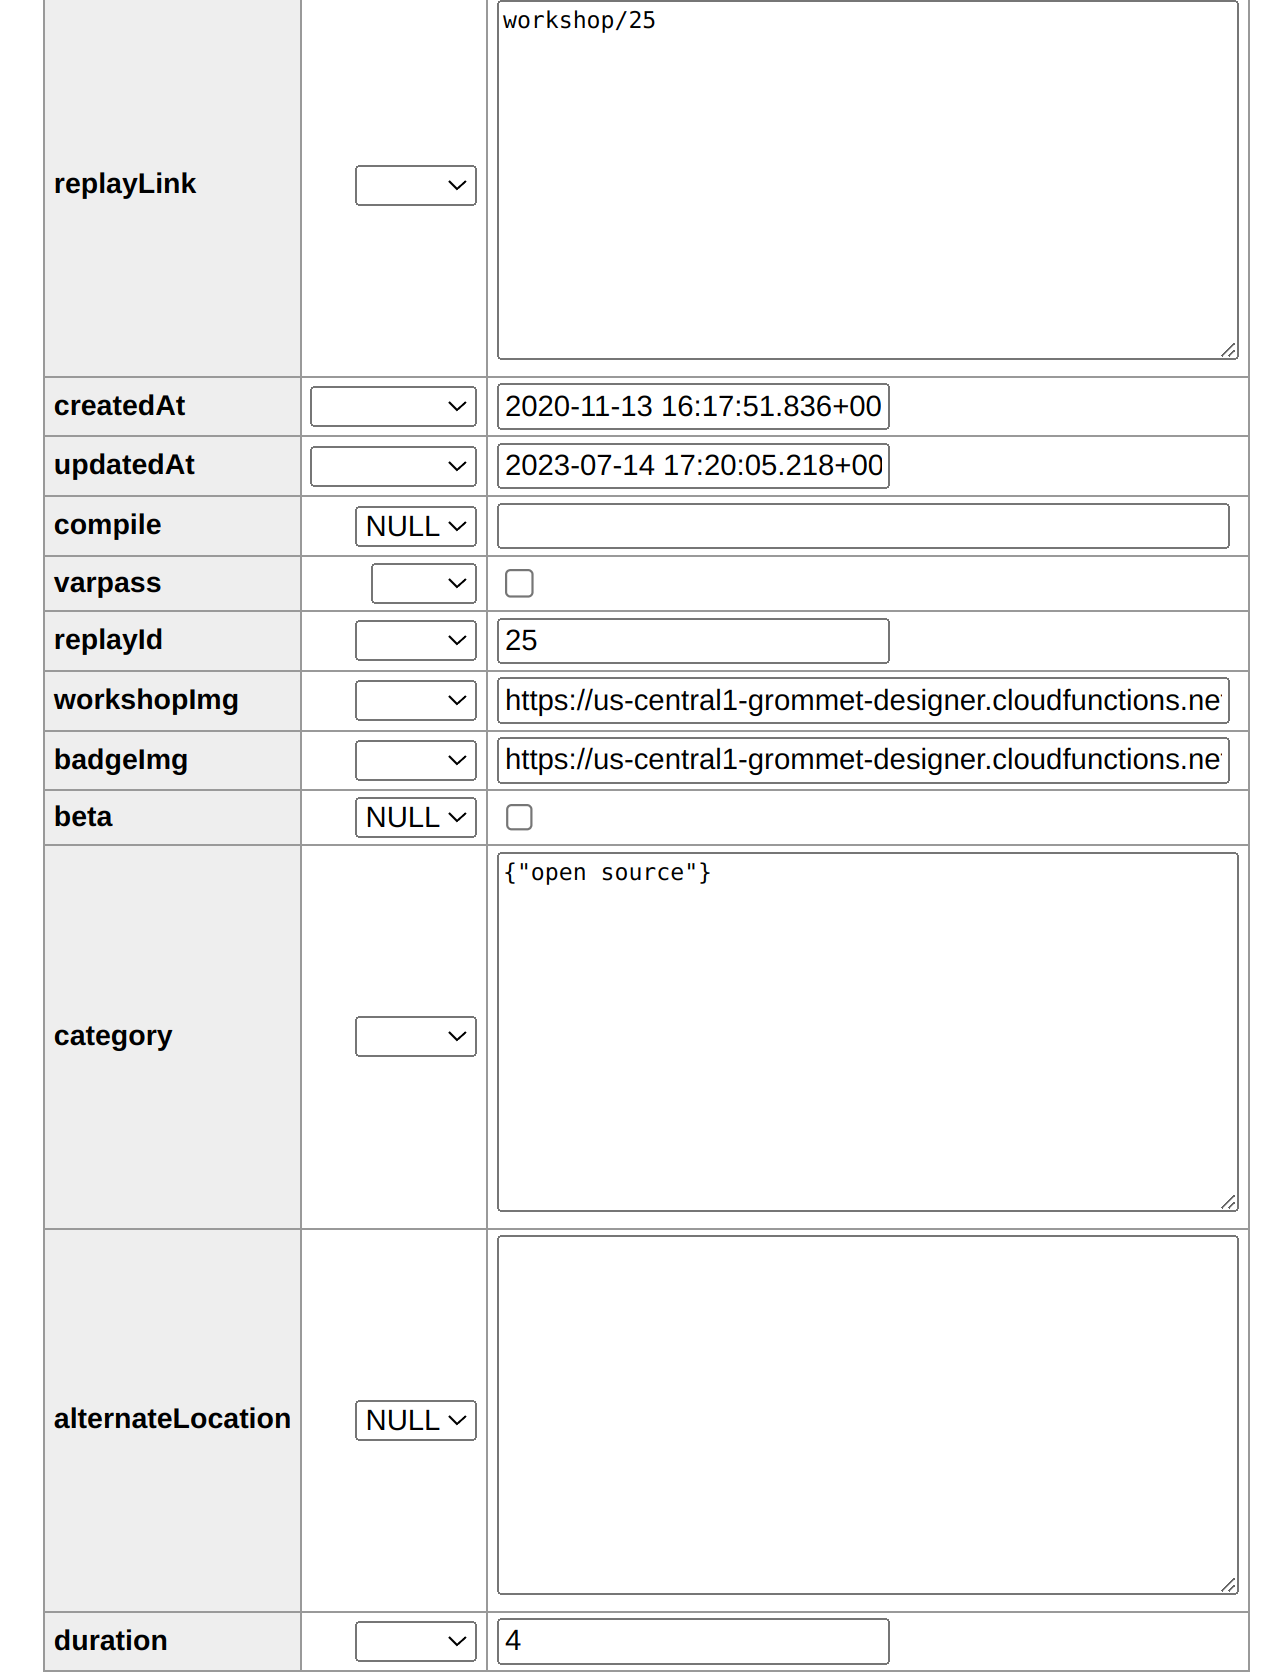 replayLink workshop/25
createdAt 2020-11-13 16:17:51.836+00
updatedAt 2023-07-14 17:20:05.218+00
compile NULL
varpass
replayId 25
workshopImg https://us-central1-grommet-designer.cloudfunctions.ne
badgeImg https://us-central1-grommet-designer.cloudfunctions.ne
beta NULL
category {"open source"}
alternateLocation NULL
duration 4